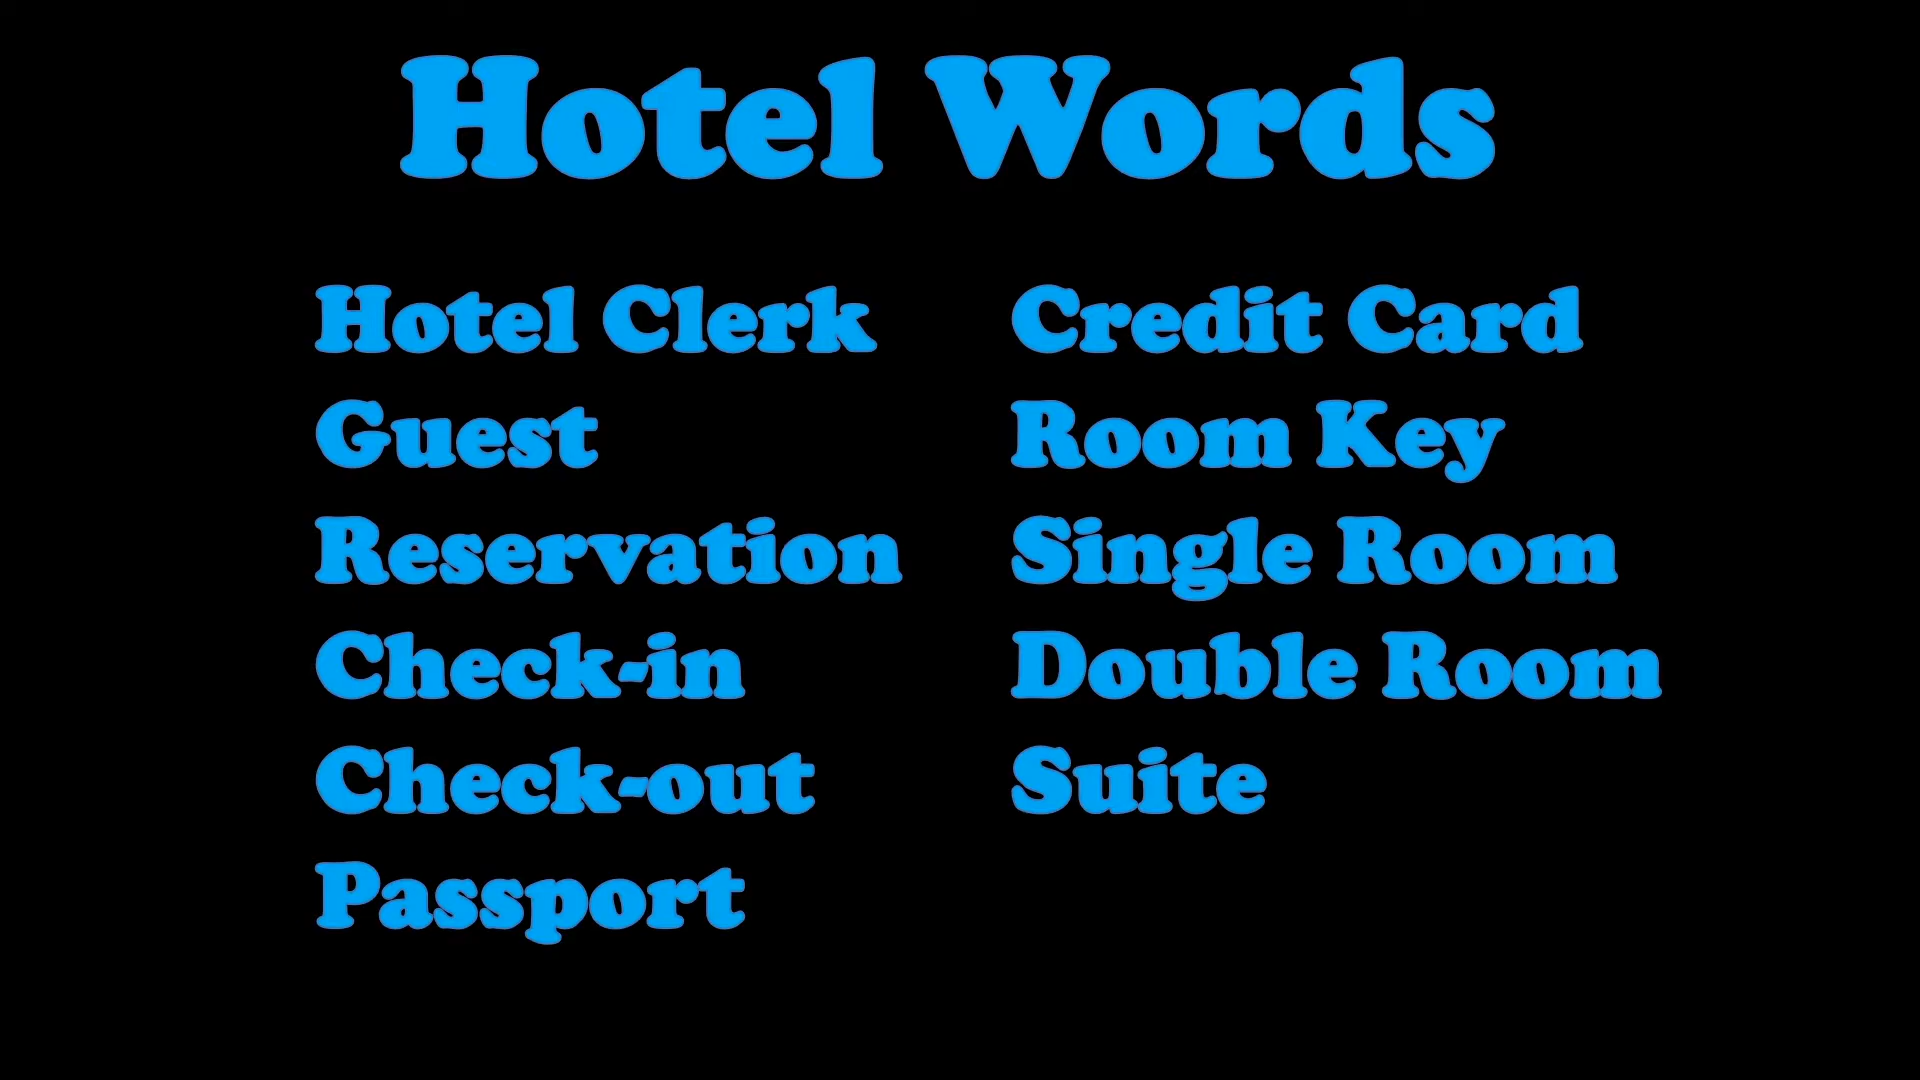 Hotel Words
Hotel Clerk
Guest
Reservation
Check-in
Check-out
Passport
Credit Card
Room Key
Single Room
Double Room
Suite